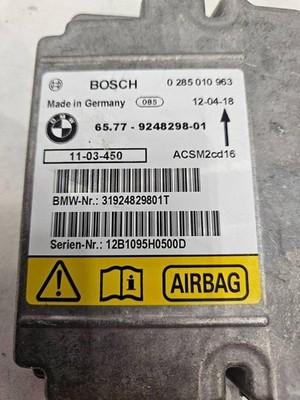 BOSCH 0 285 010 963
Made in Germany 085 12-04-18
65.77 - 9248298-01
11-03-450 ACSM2cd16
BMW-Nr.: 31924829801T
Serien-Nr.: 12B1095H0500D
AIRBAG